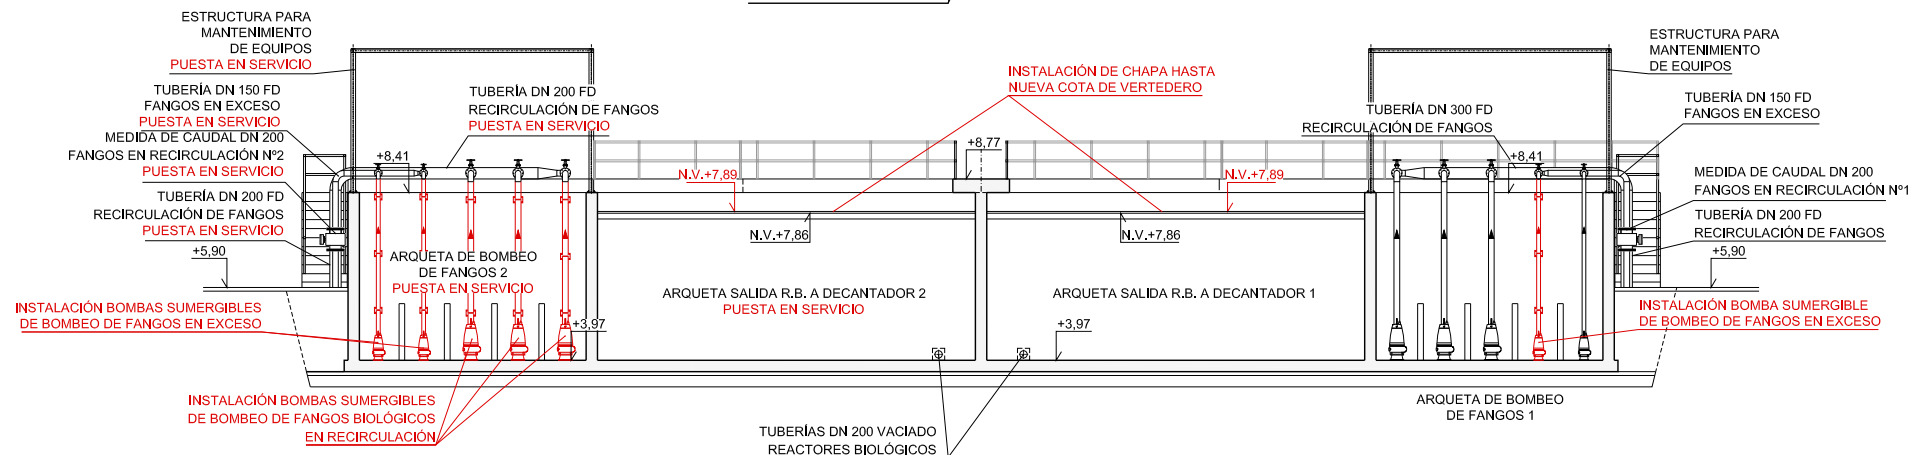 ESTRUCTURA PARA
MANTENIMIENTO
DE EQUIPOS
PUESTA EN SERVICIO
TUBERÍA DN 150 FD
FANGOS EN EXCESO
PUESTA EN SERVICIO
MEDIDA DE CAUDAL DN 200
FANGOS EN RECIRCULACIÓN Nº2
PUESTA EN SERVICIO
TUBERÍA DN 200 FD
RECIRCULACIÓN DE FANGOS
PUESTA EN SERVICIO
+5,90
INSTALACIÓN BOMBAS SUMERGIBLES
DE BOMBEO DE FANGOS EN EXCESO
TUBERÍA DN 200 FD
RECIRCULACIÓN DE FANGOS
PUESTA EN SERVICIO
+8,41
ARQUETA DE BOMBEO
DE FANGOS 2
PUESTA EN SERVICIO
+3,97
INSTALACIÓN BOMBAS SUMERGIBLES
DE BOMBEO DE FANGOS BIOLÓGICOS
EN RECIRCULACIÓN
INSTALACIÓN DE CHAPA HASTA
NUEVA COTA DE VERTEDERO
+8,77
N.V.+7,89
N.V.+7,89
N.V.+7,86
N.V.+7,86
ARQUETA SALIDA R.B. A DECANTADOR 2
PUESTA EN SERVICIO
ARQUETA SALIDA R.B. A DECANTADOR 1
+3,97
TUBERÍAS DN 200 VACIADO
REACTORES BIOLÓGICOS
TUBERÍA DN 300 FD
RECIRCULACIÓN DE FANGOS
+8,41
ESTRUCTURA PARA
MANTENIMIENTO
DE EQUIPOS
TUBERÍA DN 150 FD
FANGOS EN EXCESO
MEDIDA DE CAUDAL DN 200
FANGOS EN RECIRCULACIÓN Nº1
TUBERÍA DN 200 FD
RECIRCULACIÓN DE FANGOS
+5,90
INSTALACIÓN BOMBA SUMERGIBLE
DE BOMBEO DE FANGOS EN EXCESO
ARQUETA DE BOMBEO
DE FANGOS 1